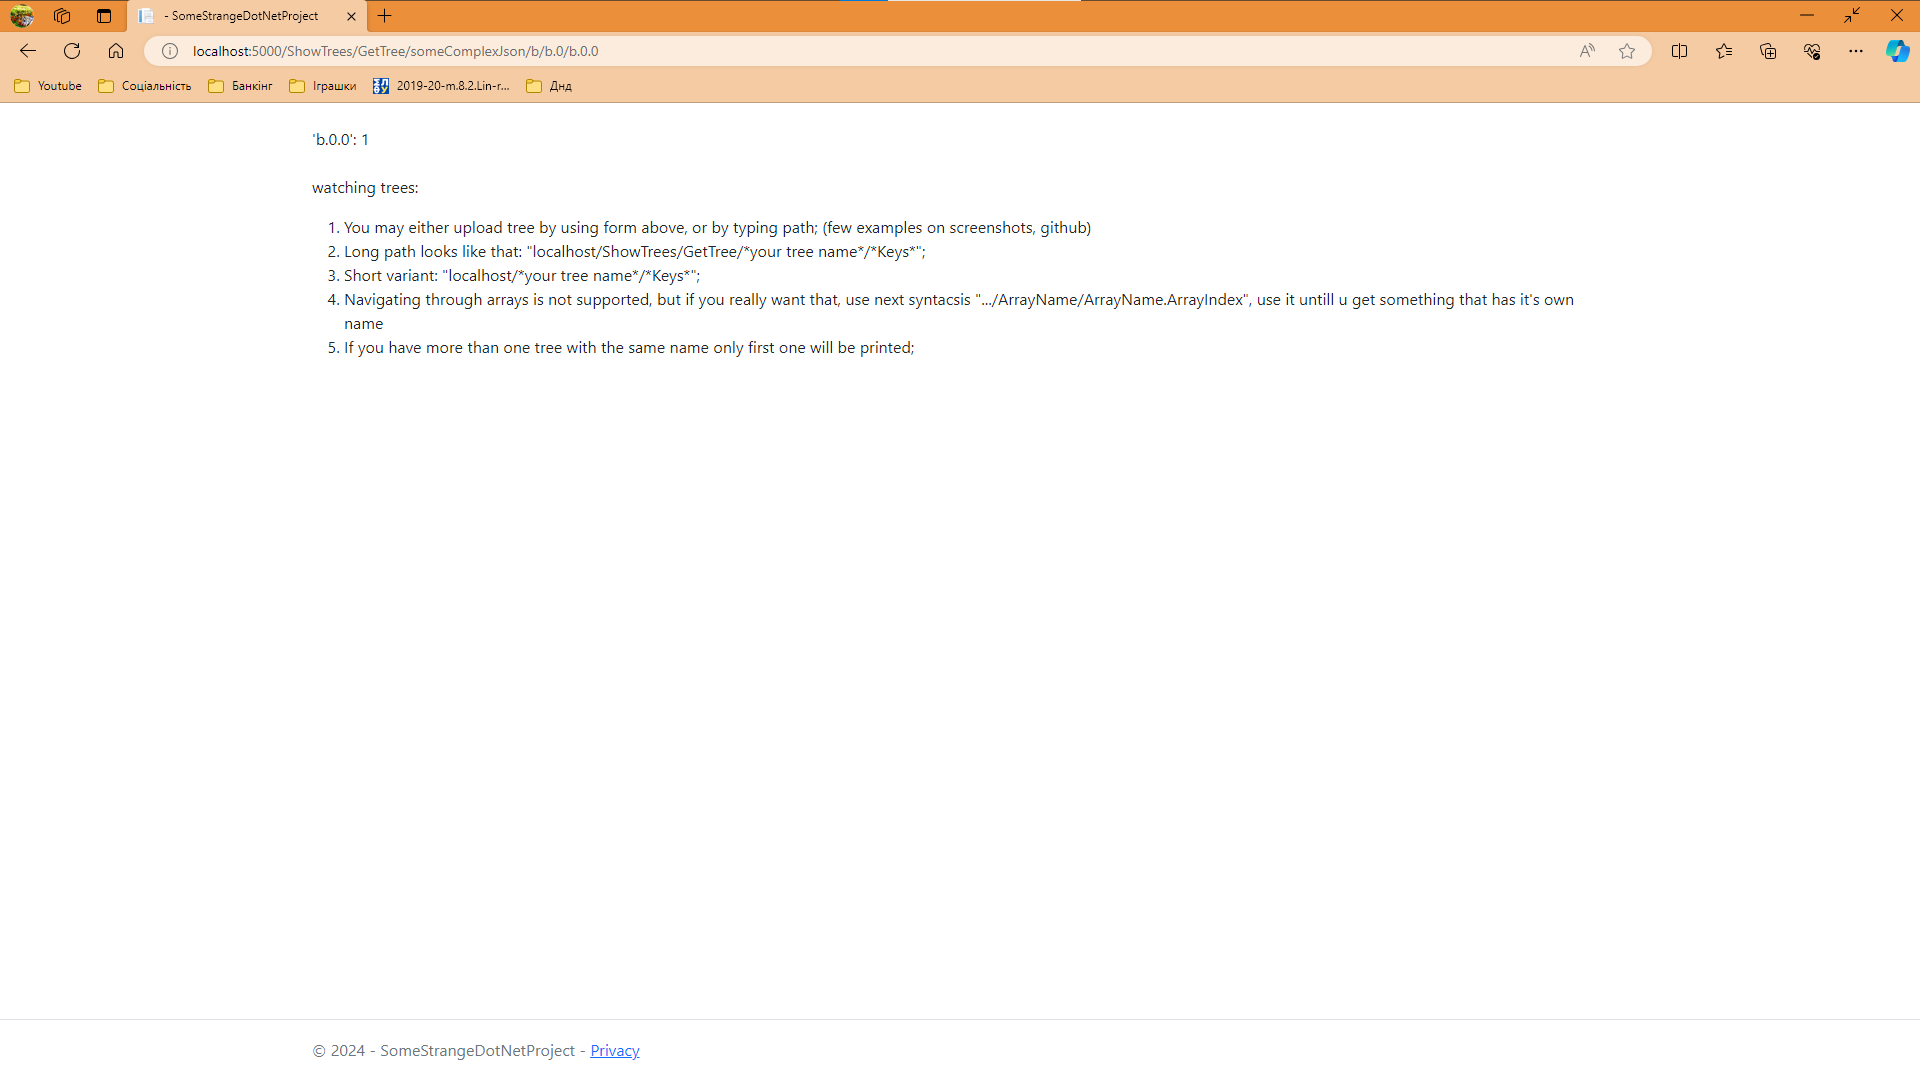 - SomeStrangeDotNetProject
localhost:5000/ShowTrees/GetTree/someComplexJson/b/b.0/b.0.0
Youtube
Соціальність
Банкінг
Іграшки
2019-20-m.8.2.Lin-r...
Днд
'b.0.0': 1
watching trees:
1. You may either upload tree by using form above, or by typing path; (few examples on screenshots, github)
2. Long path looks like that: "localhost/ShowTrees/GetTree/*your tree name*/*Keys*";
3. Short variant: "localhost/*your tree name*/*Keys*";
4. Navigating through arrays is not supported, but if you really want that, use next syntacsis ".../ArrayName/ArrayName.ArrayIndex", use it untill u get something that has it's own
name
5. If you have more than one tree with the same name only first one will be printed;
© 2024 - SomeStrangeDotNetProject - Privacy